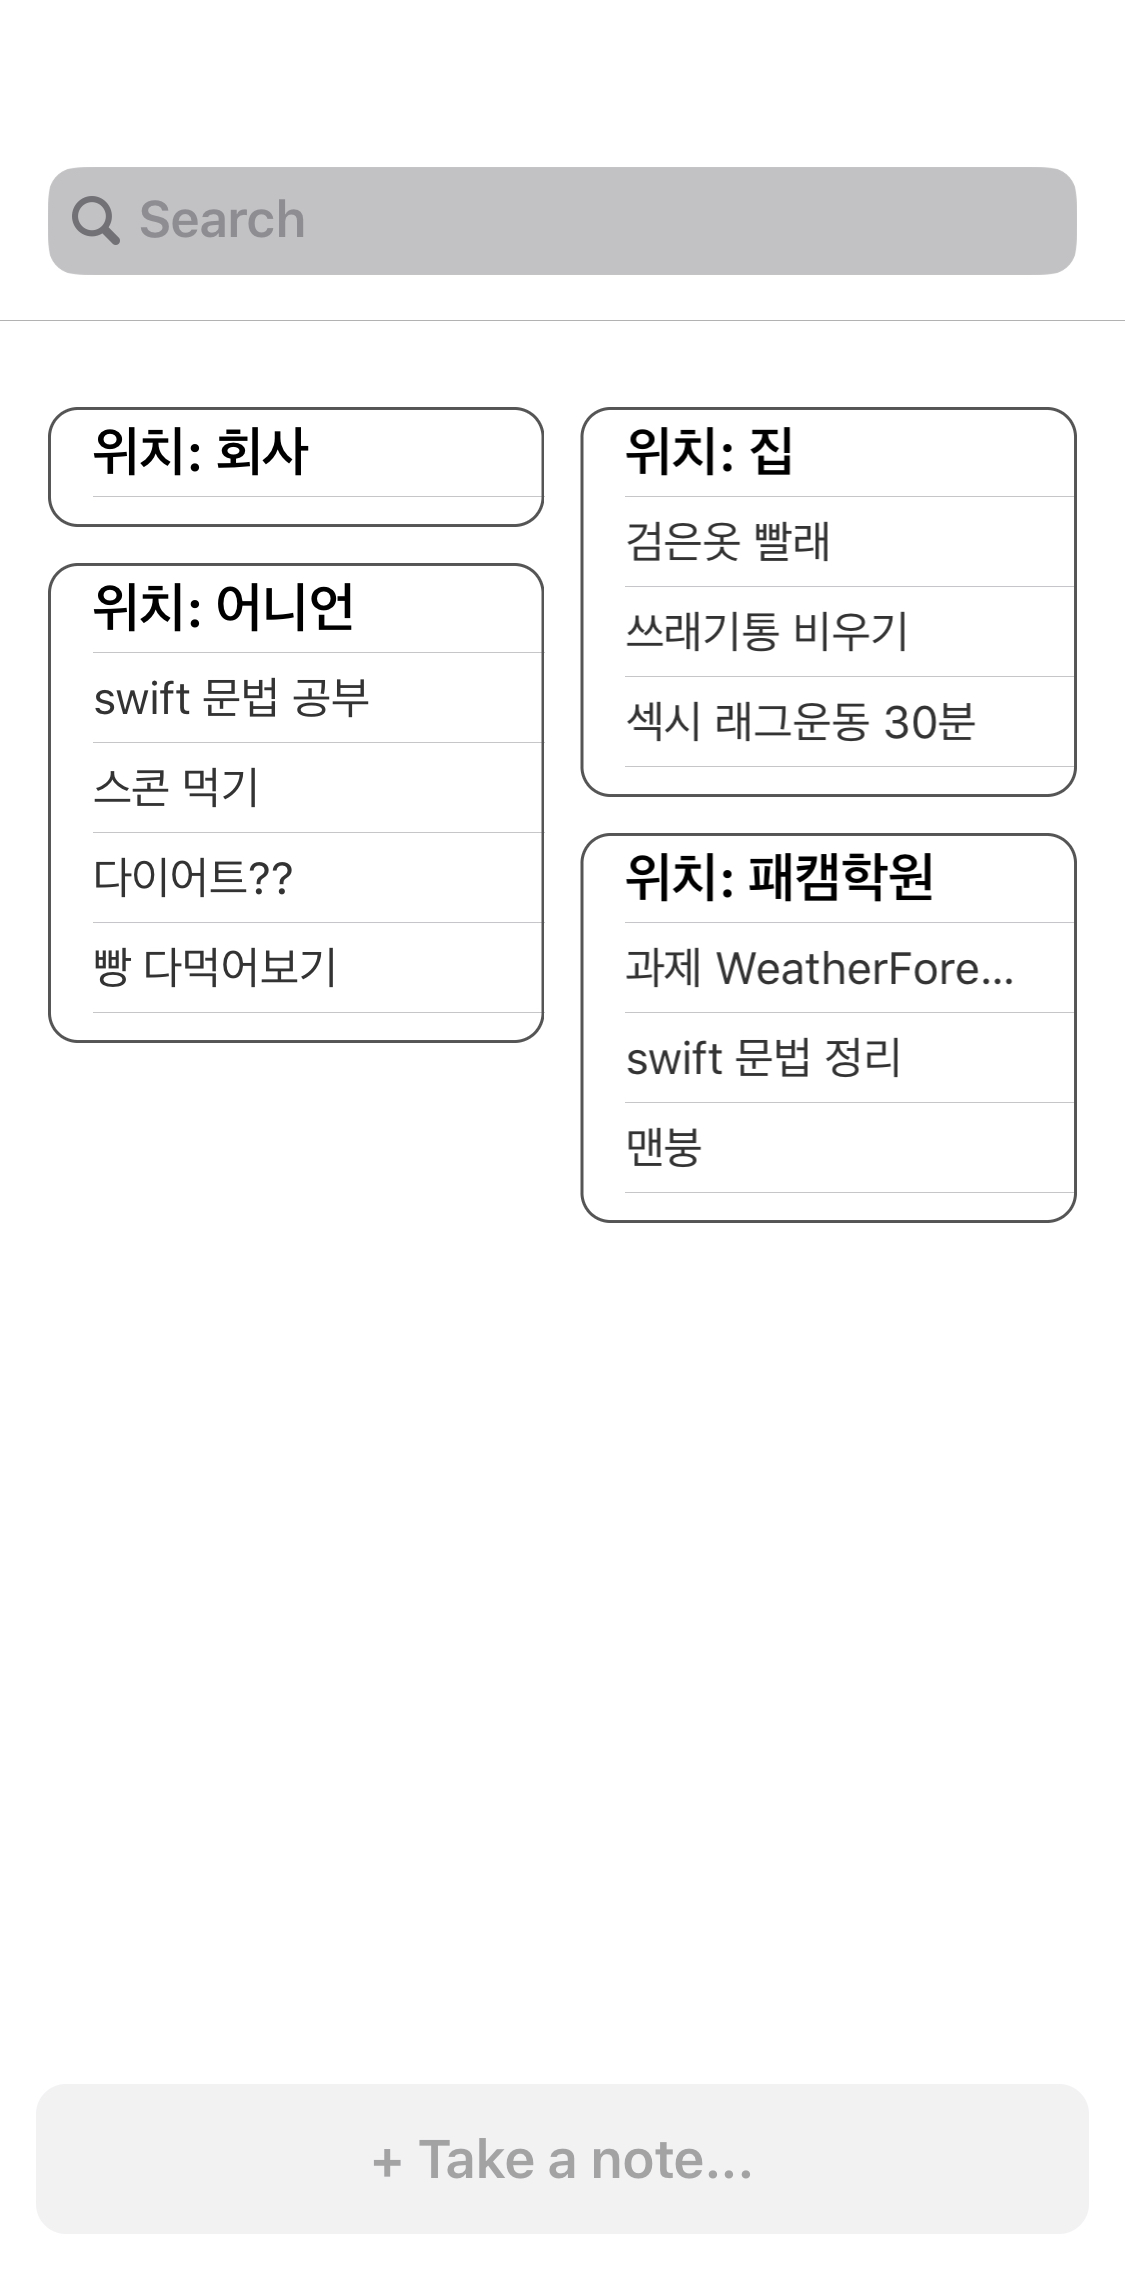 Search
위치: 회사
위치: 어니언
swift 문법 공부
스콘 먹기
다이어트??
빵 다먹어보기
위치: 집
검은옷 빨래
쓰래기통 비우기
섹시 래그운동 30분
위치: 패캠학원
과제 WeatherFore...
swift 문법 정리
맨붕
+ Take a note...